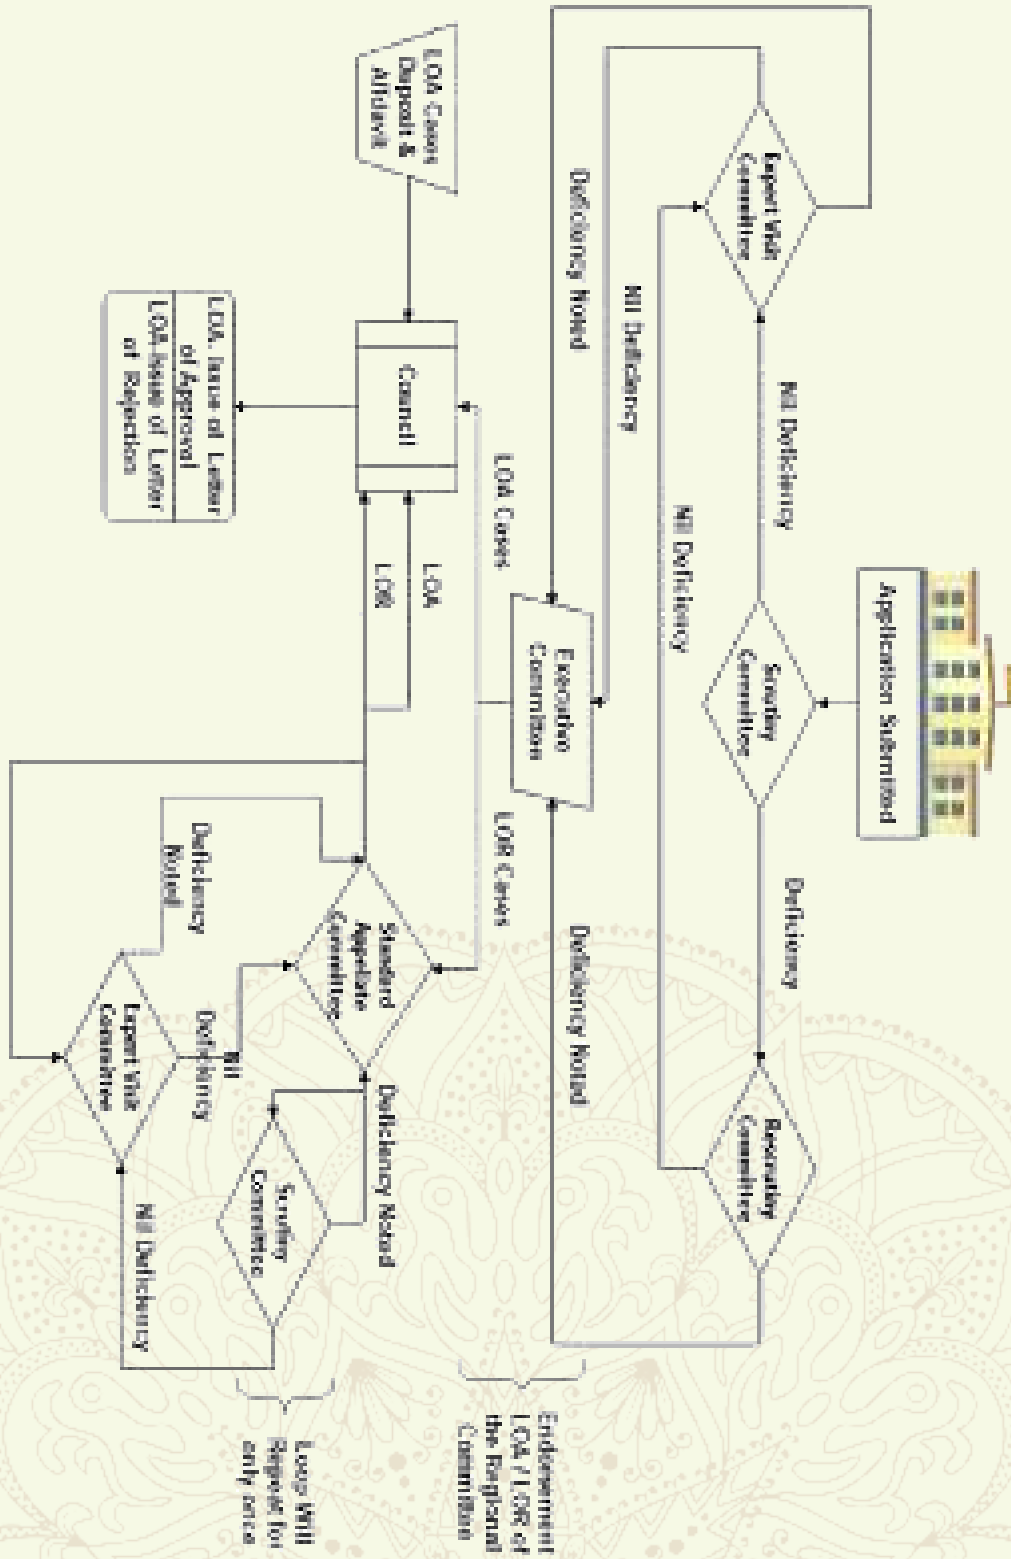 Application Submitted
Scrutiny
Committee
Nil Deficiency
Deficiency
Expert Visit
Committee
Rescrutiny
Committee
Nil Deficiency
Nil Deficiency
Deficiency Noted
Deficiency Noted
Executive
Committee
Endorsement
LOA / LOR of
the Regional
Committee
LOA Cases
LOR Cases
LOA Cases
Deposit &
Affidavit
Council
LOA
LOR
Standard
Appellate
Committee
Deficiency Noted
Scrutiny
Committee
Loop Will
Repeat for
only once
LOA. Issue of Letter
of Approval
LOA-Issue of Letter
of Rejection
Deficiency
Noted
Nil
Deficiency
Expert Visit
Committee
Nil Deficiency